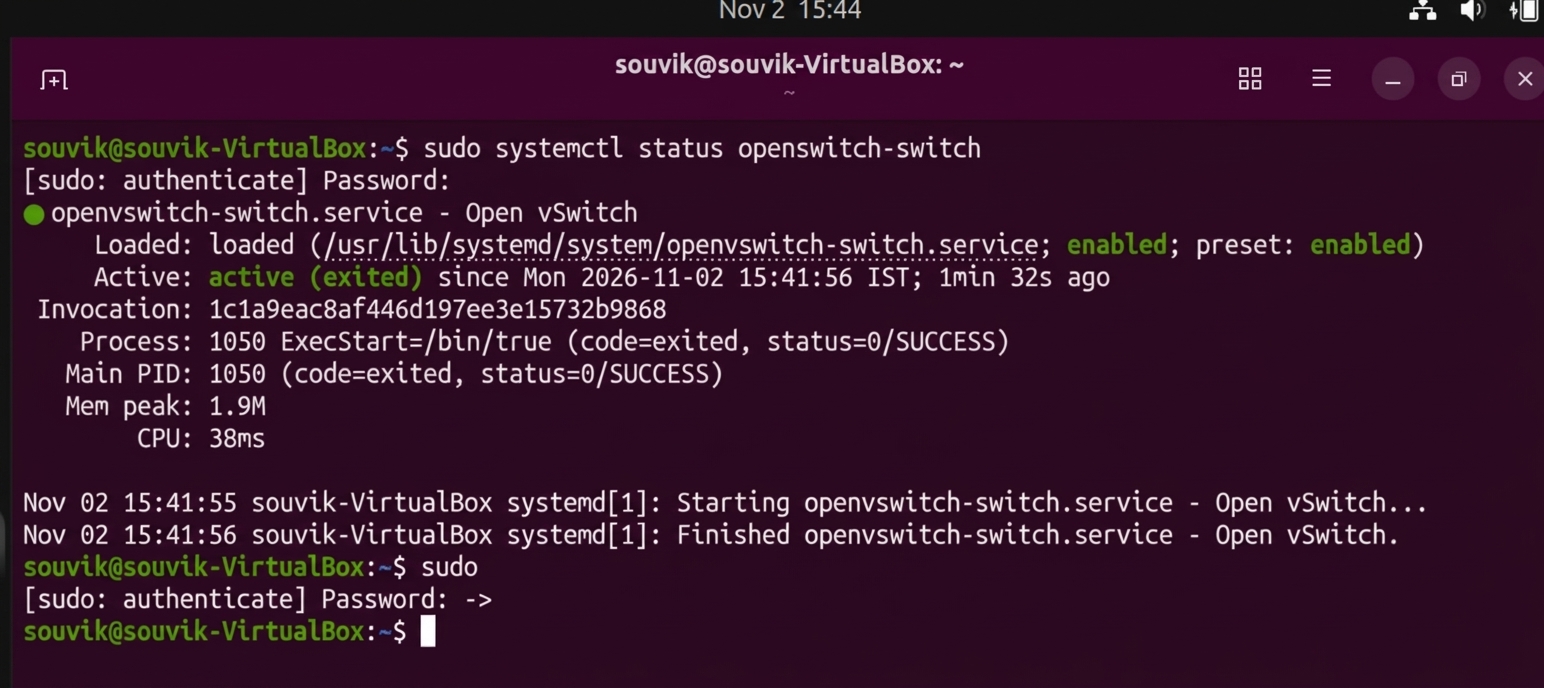 Nov 2 15:44
souvik@souvik-VirtualBox: ~
~
souvik@souvik-VirtualBox:~$ sudo systemctl status openswitch-switch
[sudo: authenticate] Password:
openvswitch-switch.service - Open vSwitch
Loaded: loaded (/usr/lib/systemd/system/openvswitch-switch.service; enabled; preset: enabled)
Active: active (exited) since Mon 2026-11-02 15:41:56 IST; 1min 32s ago
Invocation: 1c1a9eac8af446d197ee3e15732b9868
Process: 1050 ExecStart=/bin/true (code=exited, status=0/SUCCESS)
Main PID: 1050 (code=exited, status=0/SUCCESS)
Mem peak: 1.9M
CPU: 38ms
Nov 02 15:41:55 souvik-VirtualBox systemd[1]: Starting openvswitch-switch.service - Open vSwitch...
Nov 02 15:41:56 souvik-VirtualBox systemd[1]: Finished openvswitch-switch.service - Open vSwitch.
souvik@souvik-VirtualBox:~$ sudo
[sudo: authenticate] Password: ->
souvik@souvik-VirtualBox:~$